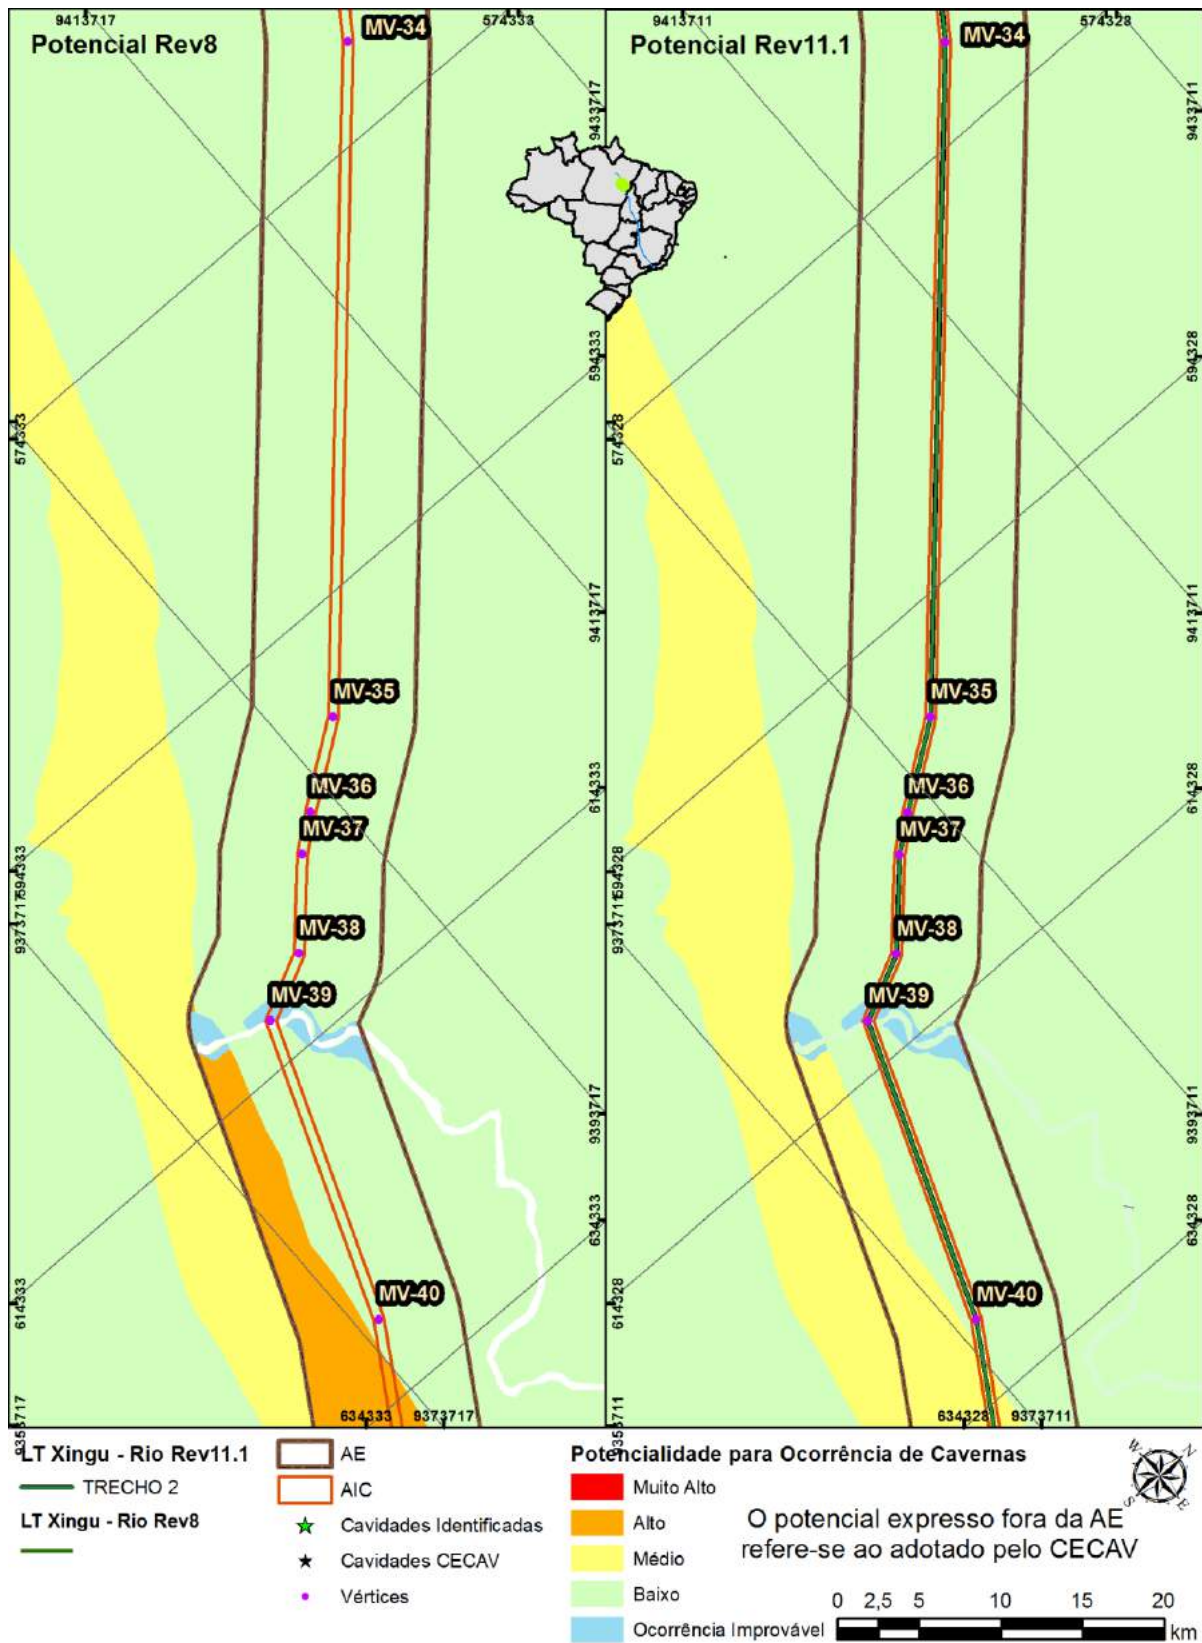 9413717
574333
9413711
574328
Potencial Rev8
MV-34
Potencial Rev11.1
MV-34
9433717
9433711
594333
594328
574333
574328
9413717
9413711
MV-35
MV-35
MV-36
MV-36
614333
614328
MV-37
MV-37
594333
594328
9373717
9373711
MV-38
MV-38
MV-39
MV-39
9393717
9393711
634333
634328
MV-40
MV-40
614333
614328
9353717
634333
9373717
9353711
634328
9373711
LT Xingu - Rio Rev11.1
TRECHO 2
LT Xingu - Rio Rev8
AE
AIC
Cavidades Identificadas
Cavidades CECAV
Vértices
Potencialidade para Ocorrência de Cavernas
Muito Alto
Alto
Médio
Baixo
Ocorrência Improvável
W N
S E
O potencial expresso fora da AE
refere-se ao adotado pelo CECAV
0 2,5 5 10 15 20
km